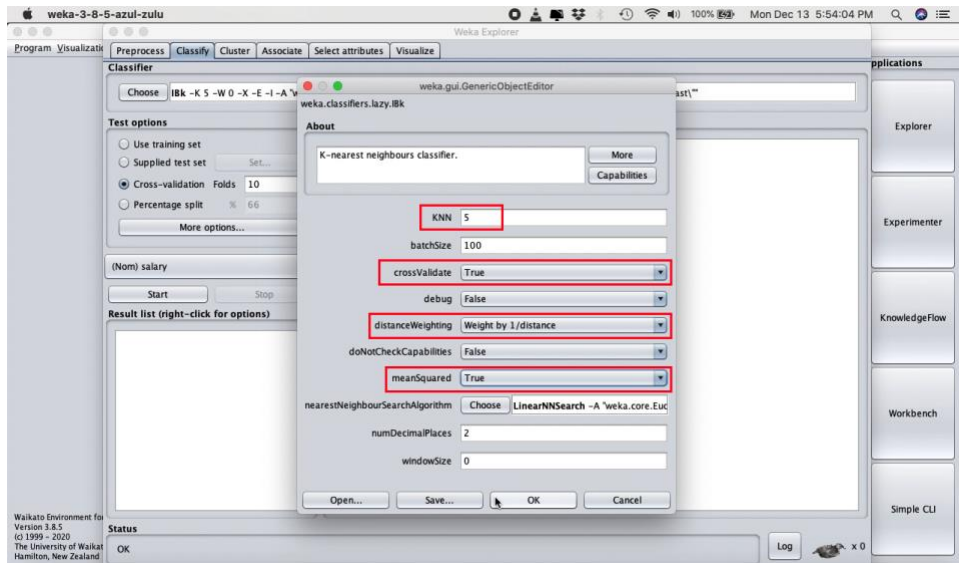 weka-3-8-5-azul-zulu
100%
Mon Dec 13 5:54:04 PM
Weka Explorer
Program
Preprocess Classify Cluster Associate Select attributes Visualize
Classifier
Choose IBk -K 5 -W 0 -X -E -I -A
Test options
Use training set
Supplied test set Set...
Cross-validation Folds 10
Percentage split % 66
More options...
(Nom) salary
Start Stop
Result list (right-click for options)
weka.gui.GenericObjectEditor
weka.classifiers.lazy.IBk
About
K-nearest neighbours classifier.
More
Capabilities
KNN 5
batchSize 100
crossValidate True
debug False
distanceWeighting Weight by 1/distance
doNotCheckCapabilities False
meanSquared True
nearestNeighbourSearchAlgorithm Choose LinearNNSearch -A "weka.core.Euc
numDecimalPlaces 2
windowSize 0
Open... Save... OK Cancel
pplications
Explorer
Experimenter
KnowledgeFlow
Workbench
Simple CLI
Waikato Environment for
Version 3.8.5
(c) 1999 - 2020
The University of Waikat
Hamilton, New Zealand
Status
OK
Log x 0